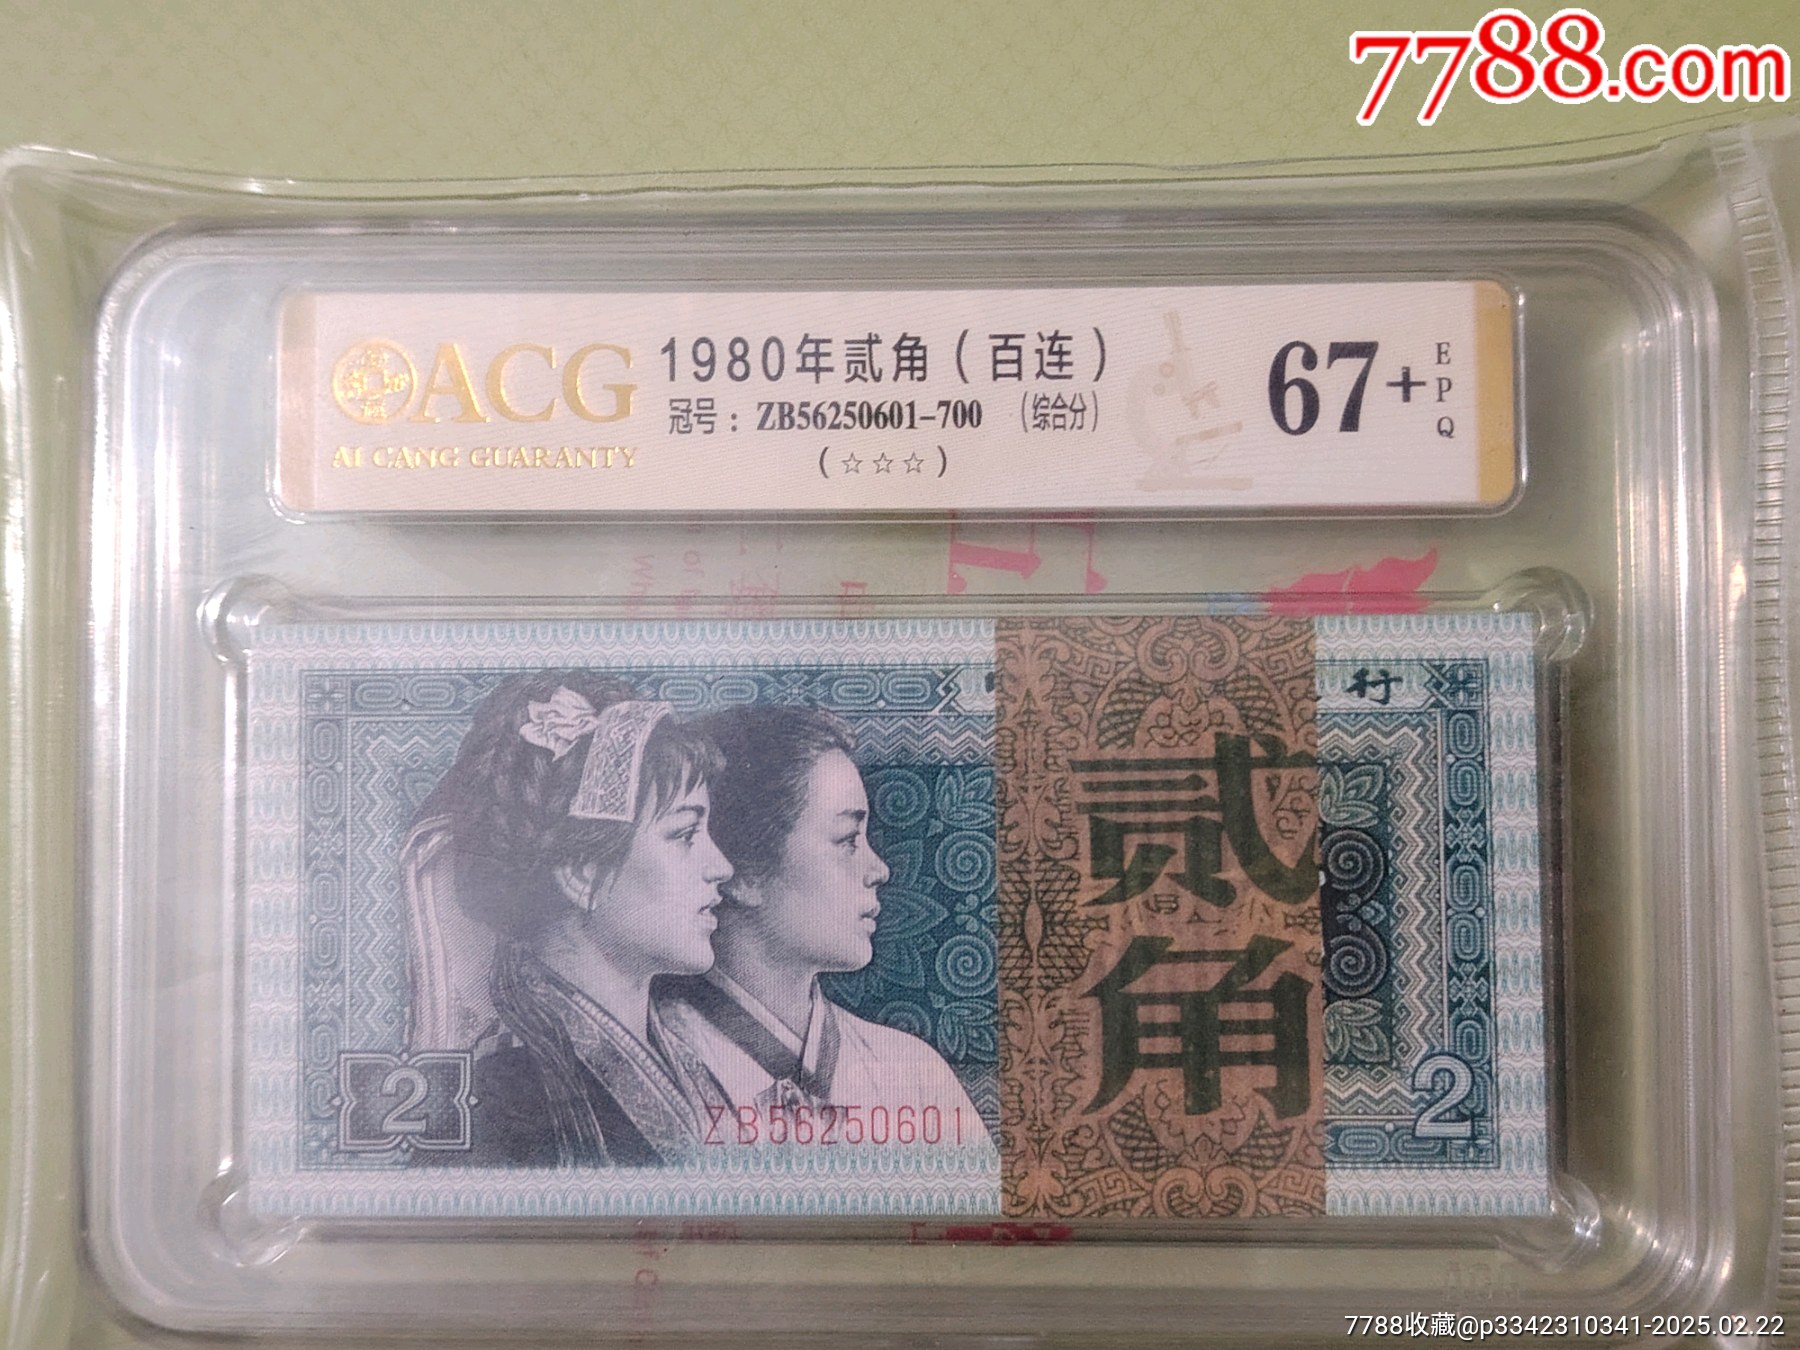 7788.com
ACG
AI CANG GUARANTY
1980年贰角(百连)
冠号:ZB56250601-700 (综合分)
(☆☆☆)
67+
EPQ
行
贰角
2
ZB56250601
2
7788收藏@p3342310341-2025.02.22